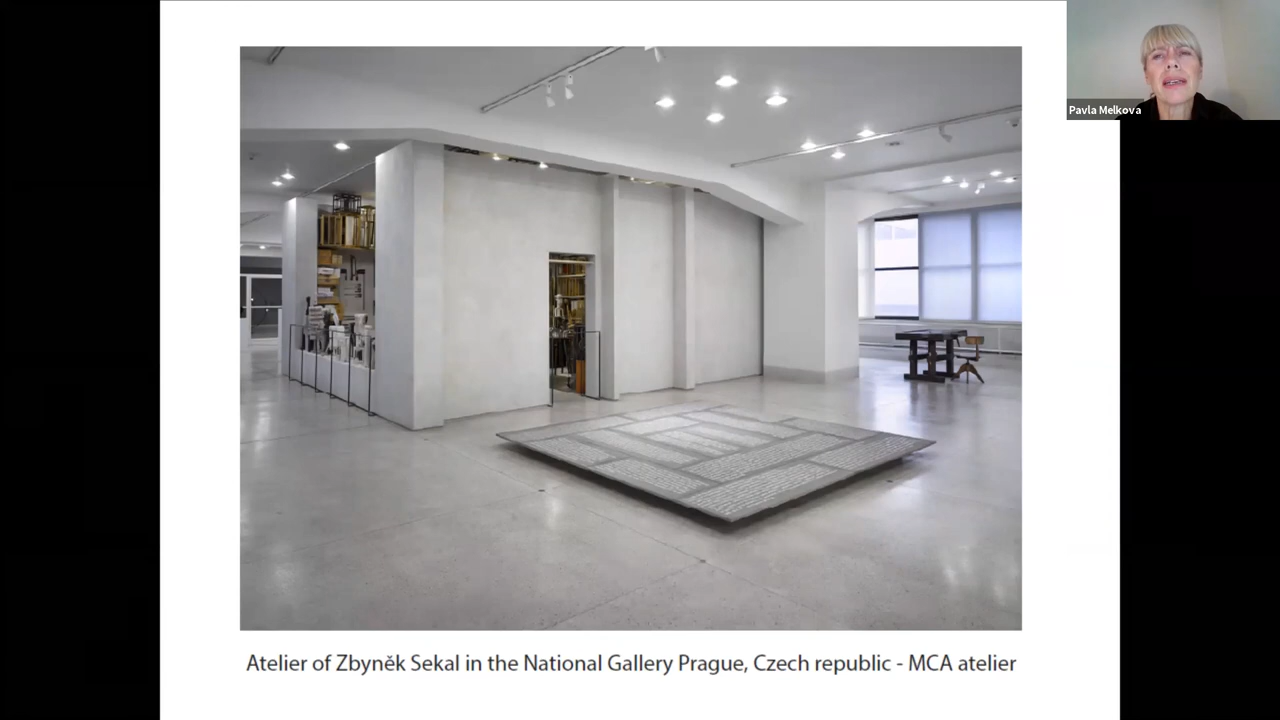 Pavla Melkova
Atelier of Zbyněk Sekal in the National Gallery Prague, Czech republic - MCA atelier